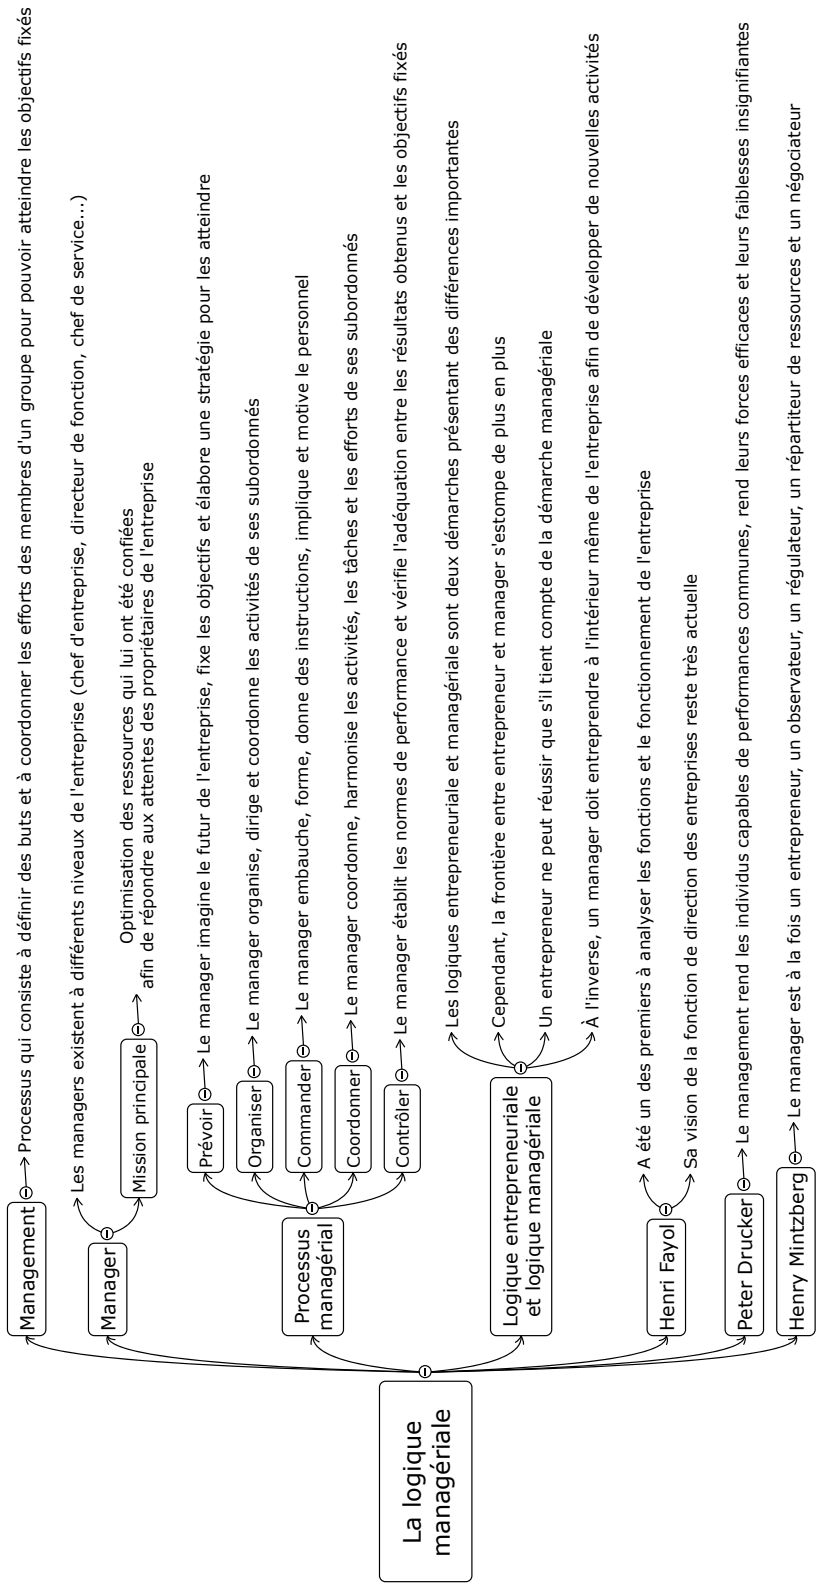 La logique
managériale
Management
Processus qui consiste à définir des buts et à coordonner les efforts des membres d'un groupe pour pouvoir atteindre les objectifs fixés
Manager
Les managers existent à différents niveaux de l'entreprise (chef d'entreprise, directeur de fonction, chef de service...)
Mission principale
Optimisation des ressources qui lui ont été confiées
afin de répondre aux attentes des propriétaires de l'entreprise
Processus
managérial
Prévoir
Le manager imagine le futur de l'entreprise, fixe les objectifs et élabore une stratégie pour les atteindre
Organiser
Le manager organise, dirige et coordonne les activités de ses subordonnés
Commander
Le manager embauche, forme, donne des instructions, implique et motive le personnel
Coordonner
Le manager coordonne, harmonise les activités, les tâches et les efforts de ses subordonnés
Contrôler
Le manager établit les normes de performance et vérifie l'adéquation entre les résultats obtenus et les objectifs fixés
Logique entrepreneuriale
et logique managériale
Les logiques entrepreneuriale et managériale sont deux démarches présentant des différences importantes
Cependant, la frontière entre entrepreneur et manager s'estompe de plus en plus
Un entrepreneur ne peut réussir que s'il tient compte de la démarche managériale
À l'inverse, un manager doit entreprendre à l'intérieur même de l'entreprise afin de développer de nouvelles activités
Henri Fayol
A été un des premiers à analyser les fonctions et le fonctionnement de l'entreprise
Sa vision de la fonction de direction des entreprises reste très actuelle
Peter Drucker
Le management rend les individus capables de performances communes, rend leurs forces efficaces et leurs faiblesses insignifiantes
Henry Mintzberg
Le manager est à la fois un entrepreneur, un observateur, un régulateur, un répartiteur de ressources et un négociateur